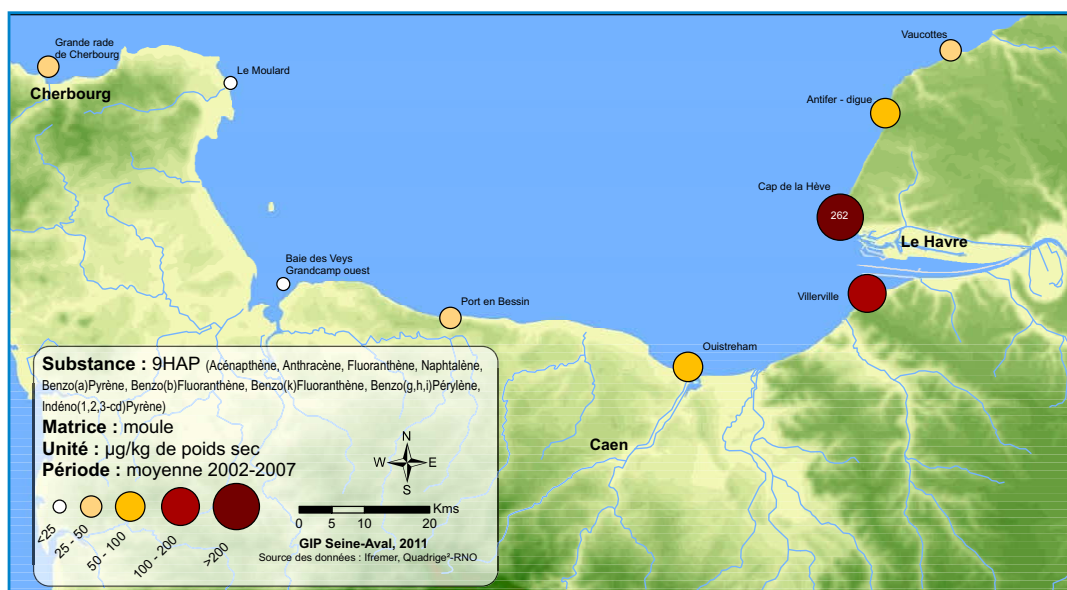 Grande rade
de Cherbourg
Cherbourg
Le Moulard
Vaucottes
Antifer - digue
Cap de la Hève
262
Le Havre
Baie des Veys
Grandcamp ouest
Port en Bessin
Villerville
Ouistreham
Caen
Substance : 9HAP (Acénapthène, Anthracène, Fluoranthène, Naphtalène,
Benzo(a)Pyrène, Benzo(b)Fluoranthène, Benzo(k)Fluoranthène, Benzo(g,h,i)Pérylène,
Indéno(1,2,3-cd)Pyrène)
Matrice : moule
Unité : µg/kg de poids sec
Période : moyenne 2002-2007
N
W E
S
<25
25 - 50
50 - 100
100 - 200
>200
Kms
0 5 10 20
GIP Seine-Aval, 2011
Source des données : Ifremer, Quadrige²-RNO